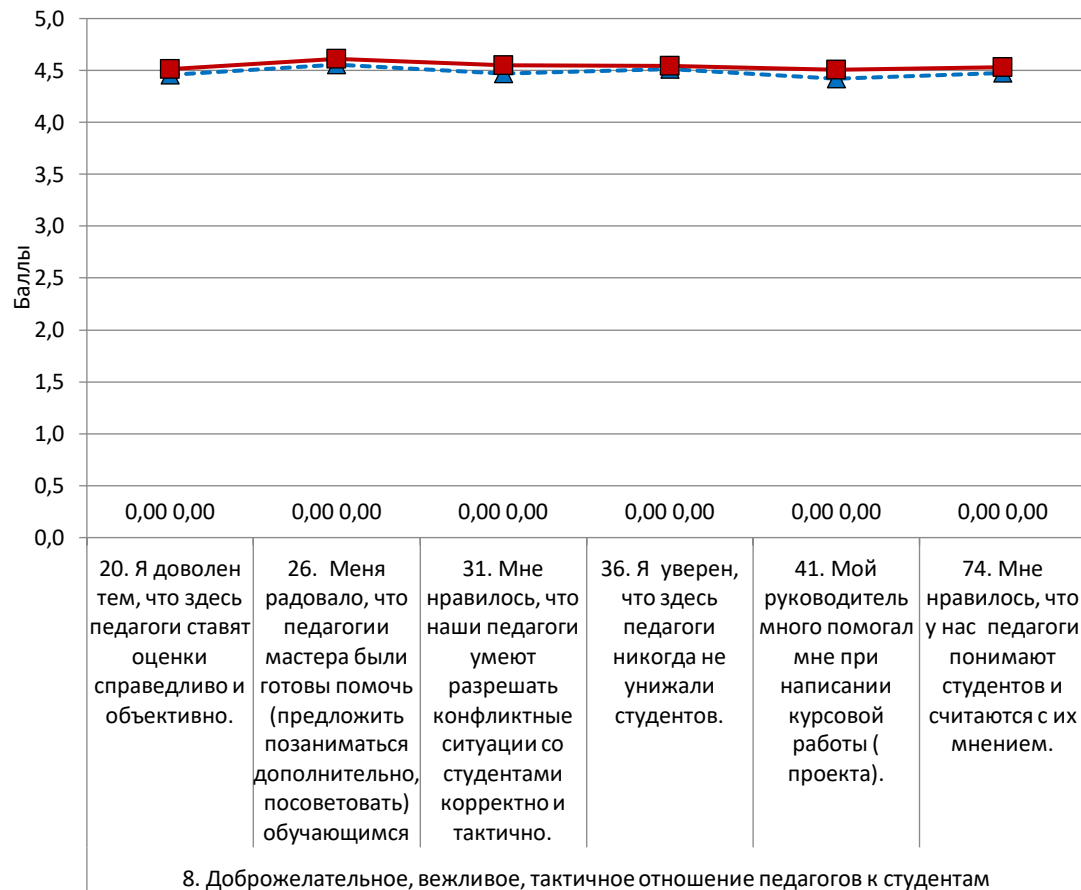 5,0
4,5
4,0
3,5
3,0
2,5
2,0
1,5
1,0
0,5
0,0
Баллы
0,00 0,00
0,00 0,00
0,00 0,00
0,00 0,00
0,00 0,00
0,00 0,00
20. Я доволен
тем, что здесь
педагоги ставят
оценки
справедливо и
объективно.
26. Меня
радовало, что
педагогии
мастера были
готовы помочь
(предложить
позаниматься
дополнительно,
посоветовать)
обучающимся
31. Мне
нравилось, что
наши педагоги
умеют
разрешать
конфликтные
ситуации со
студентами
корректно и
тактично.
36. Я уверен,
что здесь
педагоги
никогда не
унижали
студентов.
41. Мой
руководитель
много помогал
мне при
написании
курсовой
работы (
проекта).
74. Мне
нравилось, что
у нас педагоги
понимают
студентов и
считаются с их
мнением.
8. Доброжелательное, вежливое, тактичное отношение педагогов к студентам